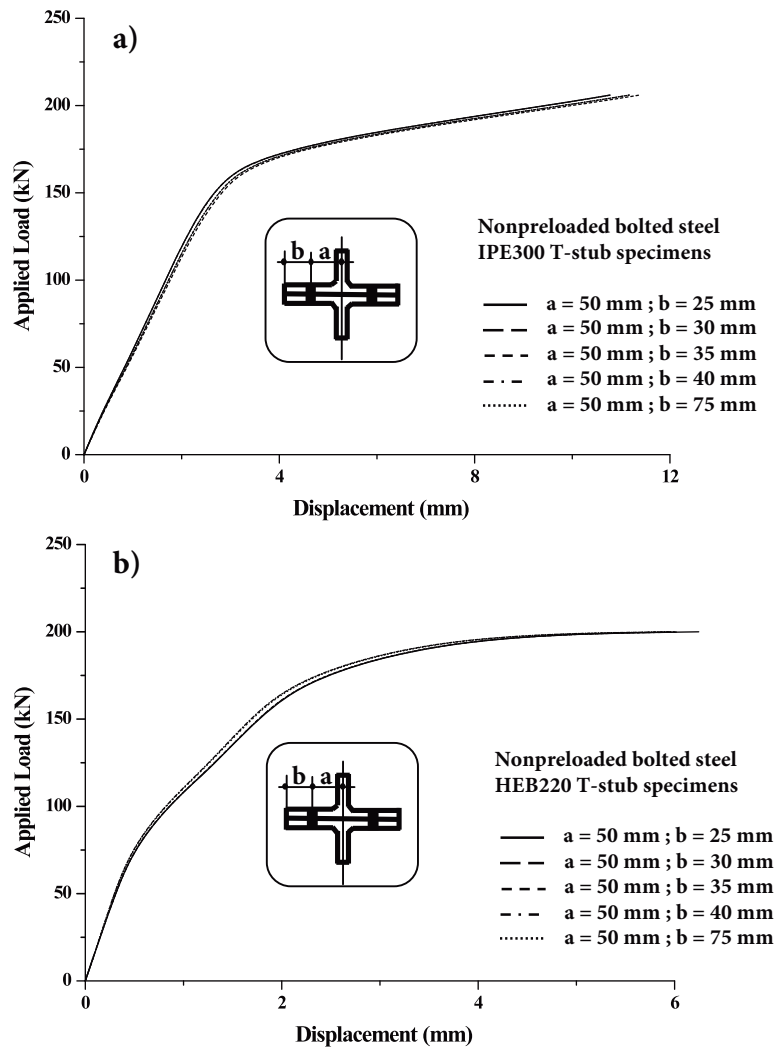 a)
250
200
150
100
50
0
Applied Load (kN)
b a
Nonpreloaded bolted steel
IPE300 T-stub specimens
a = 50 mm ; b = 25 mm
a = 50 mm ; b = 30 mm
a = 50 mm ; b = 35 mm
a = 50 mm ; b = 40 mm
a = 50 mm ; b = 75 mm
0 4 8 12
Displacement (mm)
b)
250
200
150
100
50
0
Applied Load (kN)
b a
Nonpreloaded bolted steel
HEB220 T-stub specimens
a = 50 mm ; b = 25 mm
a = 50 mm ; b = 30 mm
a = 50 mm ; b = 35 mm
a = 50 mm ; b = 40 mm
a = 50 mm ; b = 75 mm
0 2 4 6
Displacement (mm)